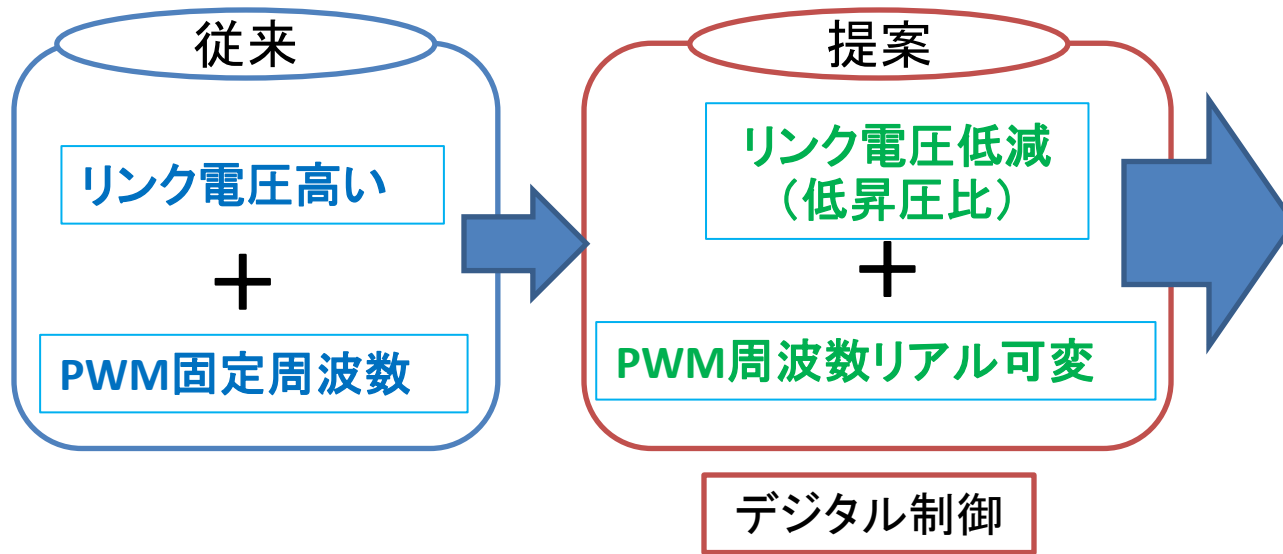 従来
リンク電圧高い
＋
PWM固定周波数
提案
リンク電圧低減
（低昇圧比）
＋
PWM周波数リアル可変
デジタル制御